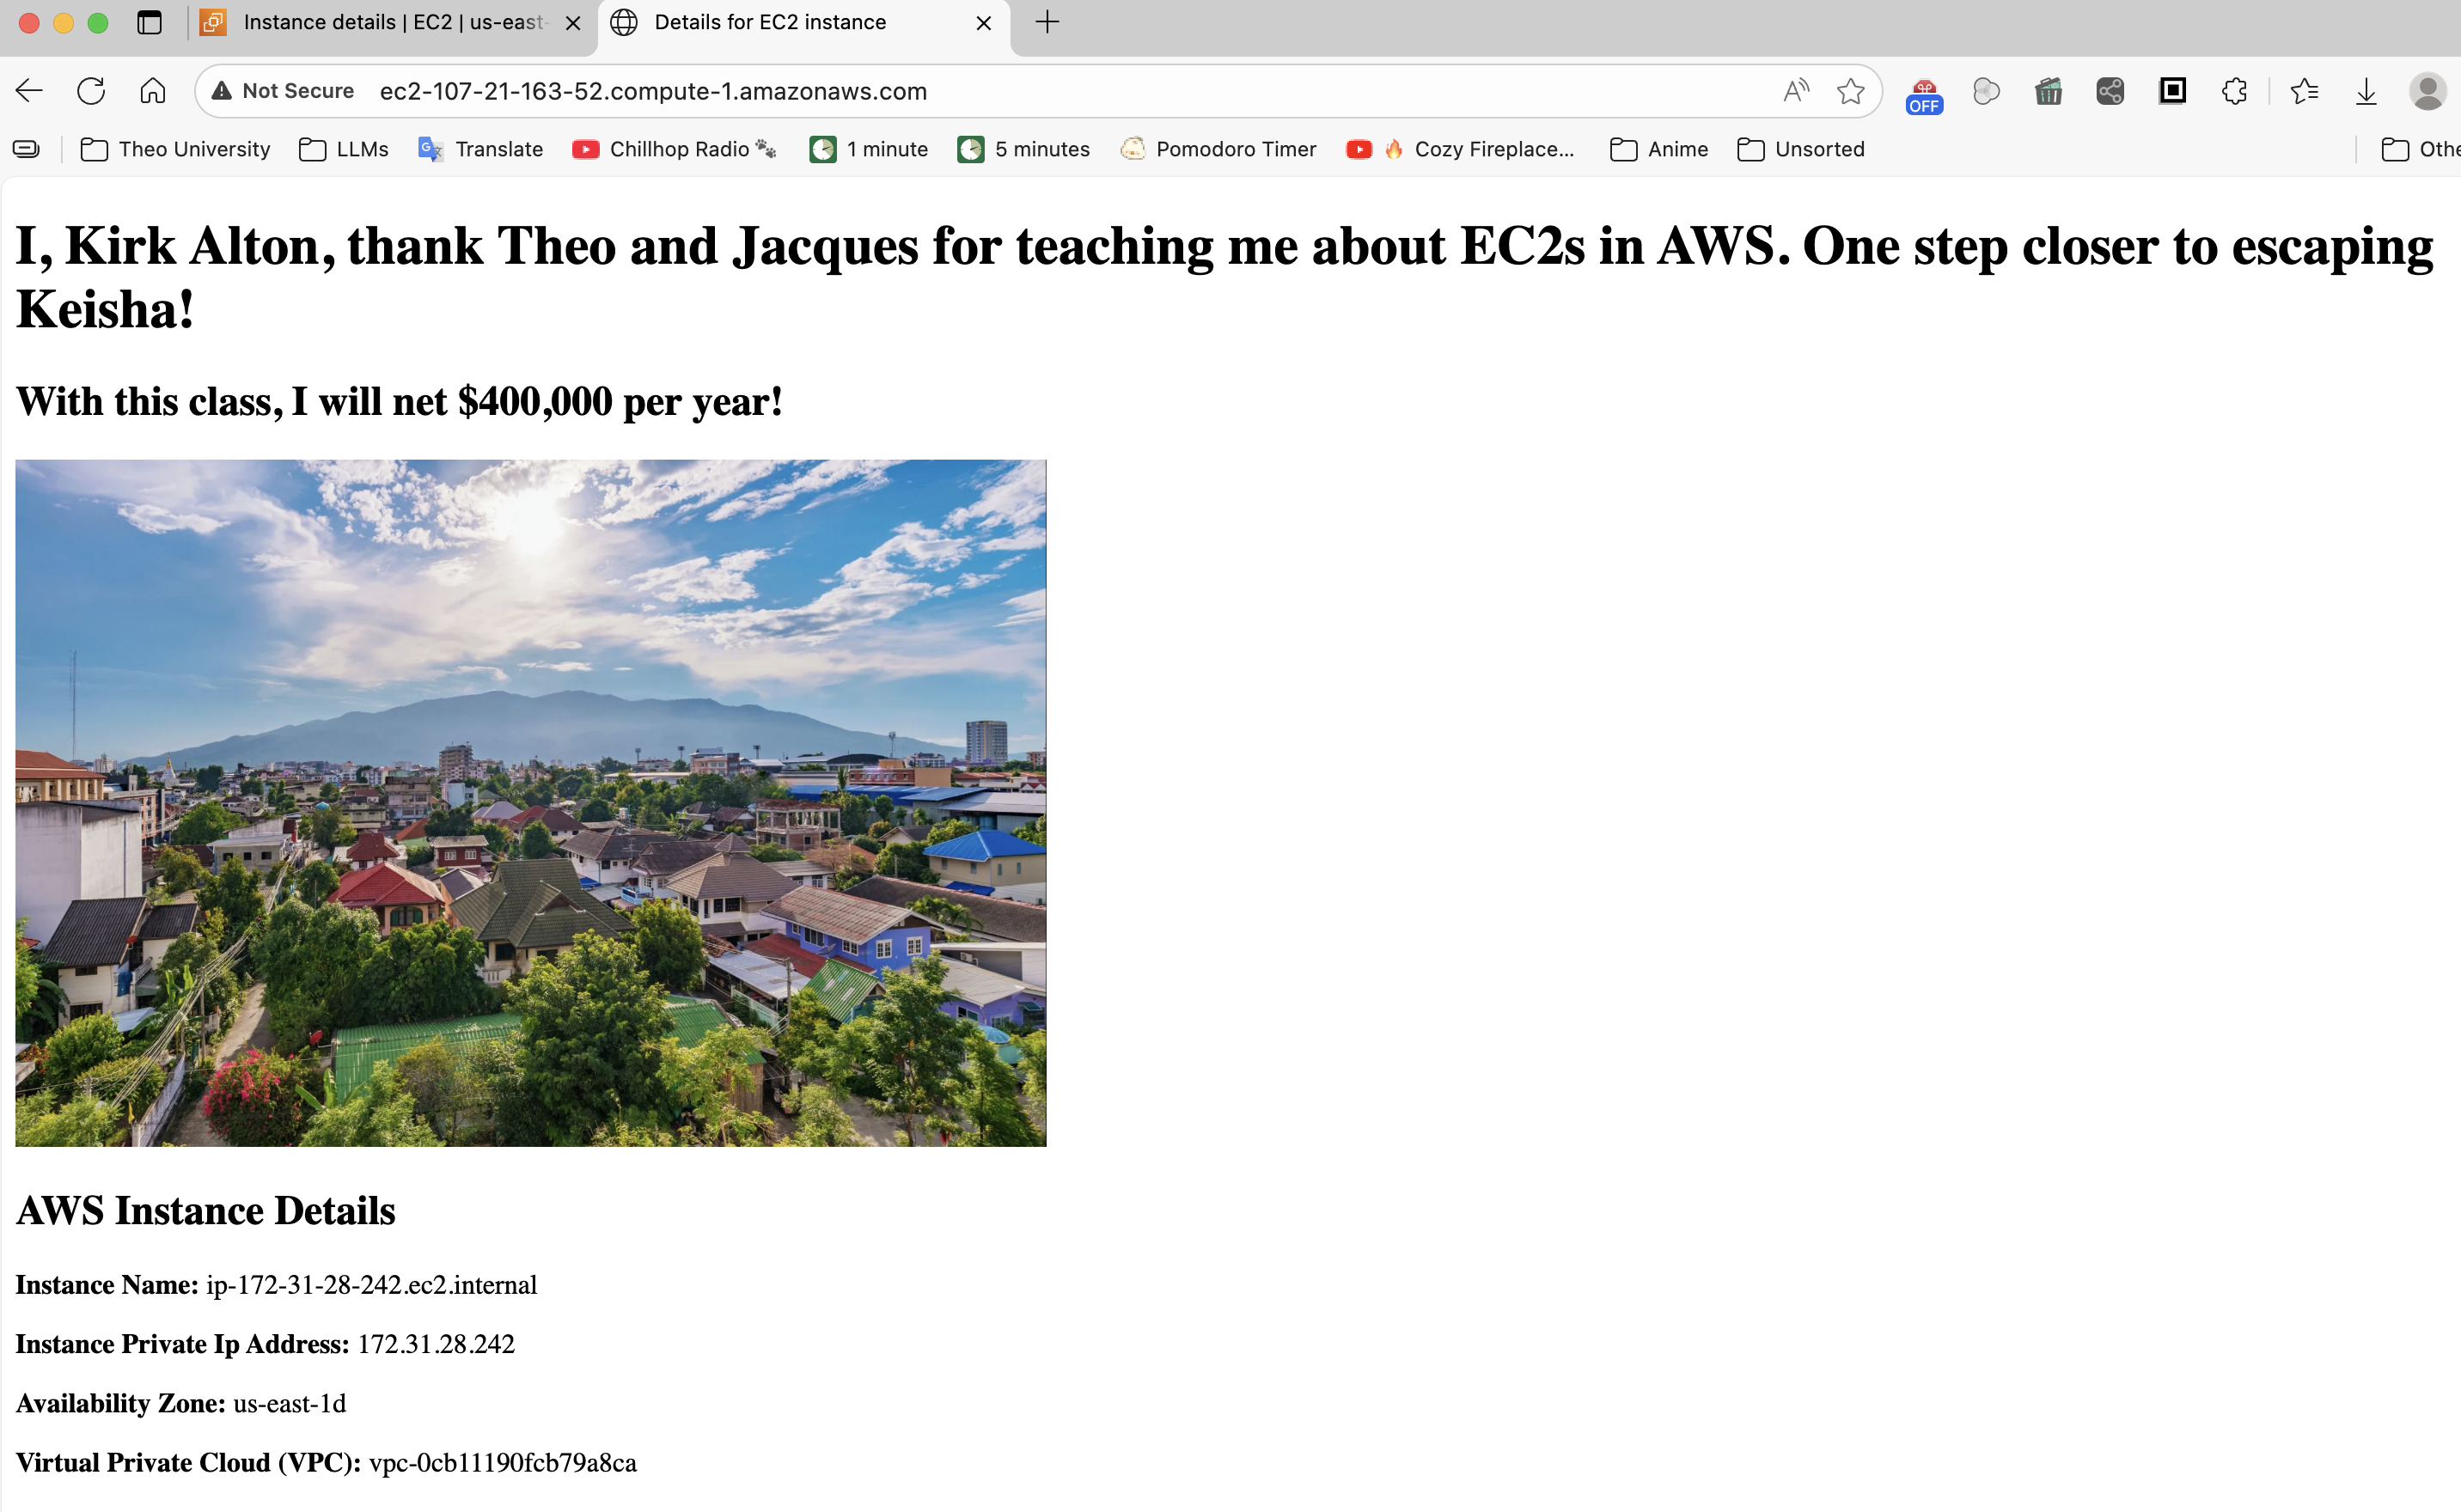 Instance details | EC2 | us-east-
Details for EC2 instance
Not Secure ec2-107-21-163-52.compute-1.amazonaws.com
OFF
Theo University LLMs Translate Chillhop Radio 🐾 1 minute 5 minutes Pomodoro Timer 🔥 Cozy Fireplace... Anime Unsorted Othe
I, Kirk Alton, thank Theo and Jacques for teaching me about EC2s in AWS. One step closer to escaping
Keisha!
With this class, I will net $400,000 per year!
AWS Instance Details
Instance Name: ip-172-31-28-242.ec2.internal
Instance Private Ip Address: 172.31.28.242
Availability Zone: us-east-1d
Virtual Private Cloud (VPC): vpc-0cb11190fcb79a8ca